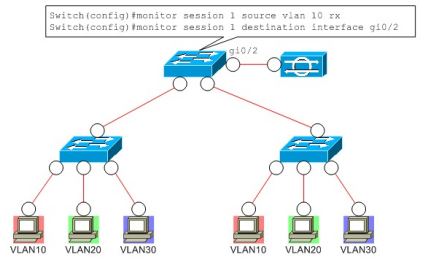 Switch(config)#monitor session 1 source vlan 10 rx
Switch(config)#monitor session 1 destination interface gi0/2
gi0/2
VLAN10 VLAN20 VLAN30 VLAN10 VLAN20 VLAN30